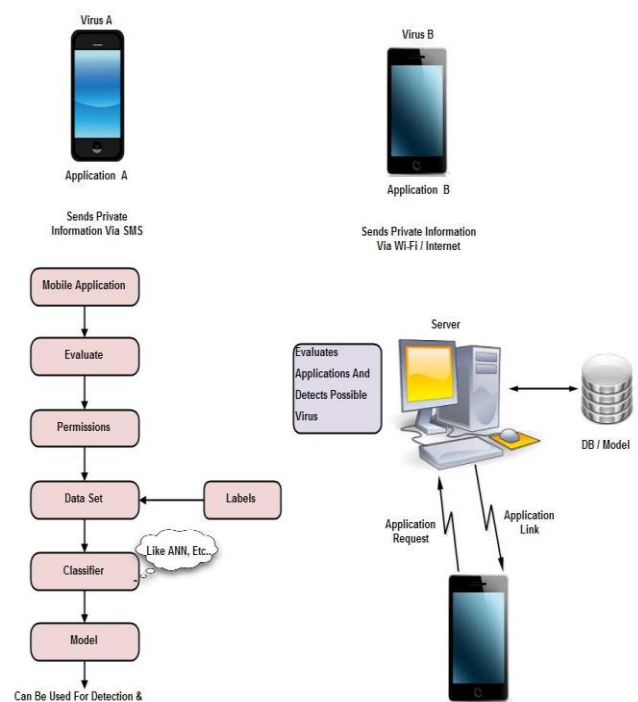 Virus A
Application A
Sends Private
Information Via SMS
Virus B
Application B
Sends Private Information
Via Wi-Fi / Internet
Mobile Application
Evaluate
Permissions
Data Set
Labels
Like ANN, Etc..
Classifier
Model
Can Be Used For Detection &
Server
Evaluates
Applications And
Detects Possible
Virus
DB / Model
Application
Request
Application
Link